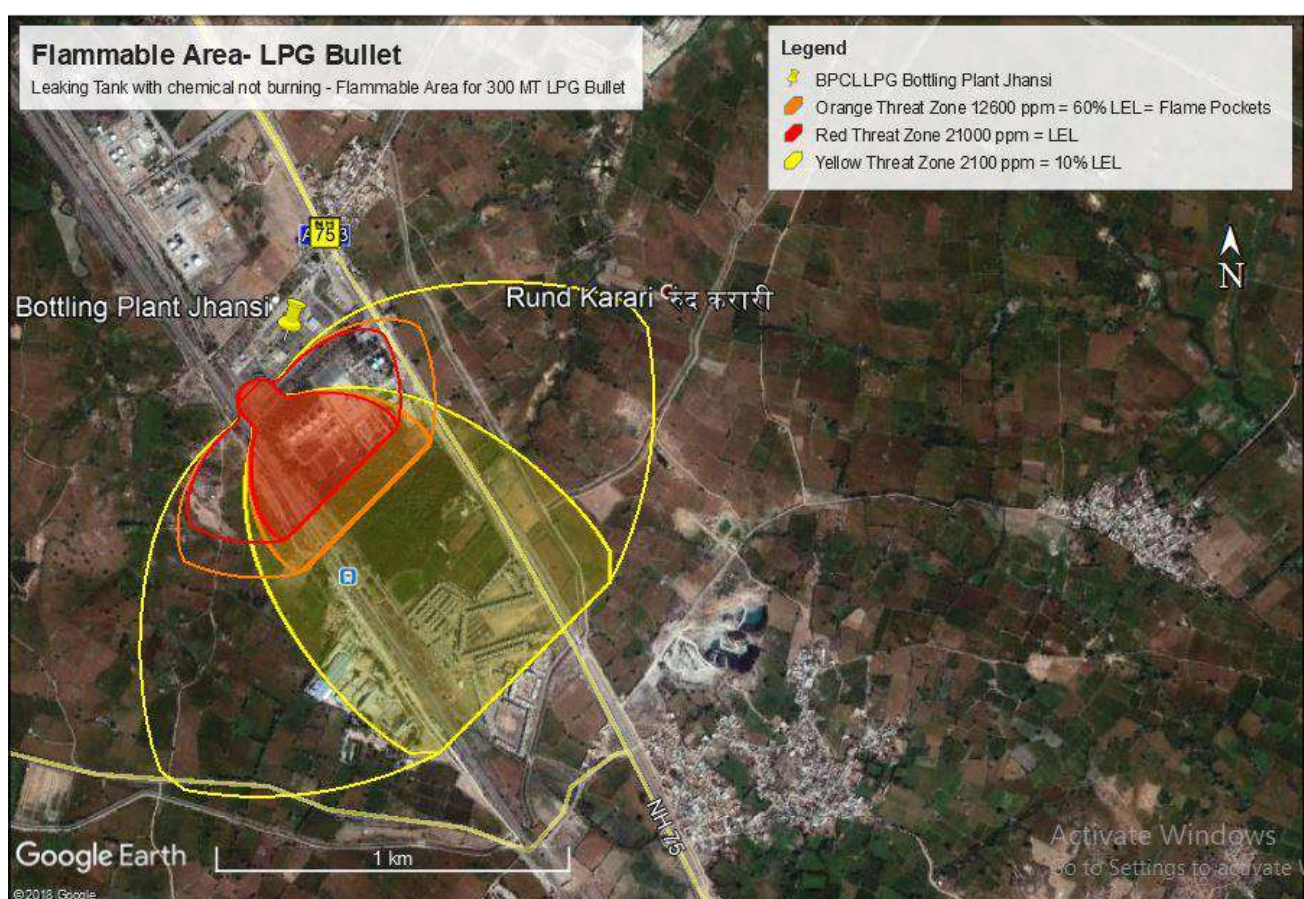 Flammable Area- LPG Bullet
Leaking Tank with chemical not burning - Flammable Area for 300 MT LPG Bullet
Legend
BPCLLPG Bottling Plant Jhansi
Orange Threat Zone 12600 ppm = 60% LEL = Flame Pockets
Red Threat Zone 21000 ppm = LEL
Yellow Threat Zone 2100 ppm = 10% LEL
75
N
Bottling Plant Jhansi
Rund Karari रुंद करारी
NH 75
Activate Windows
Go to Settings to activate
Google Earth
1 km
©2018 Google